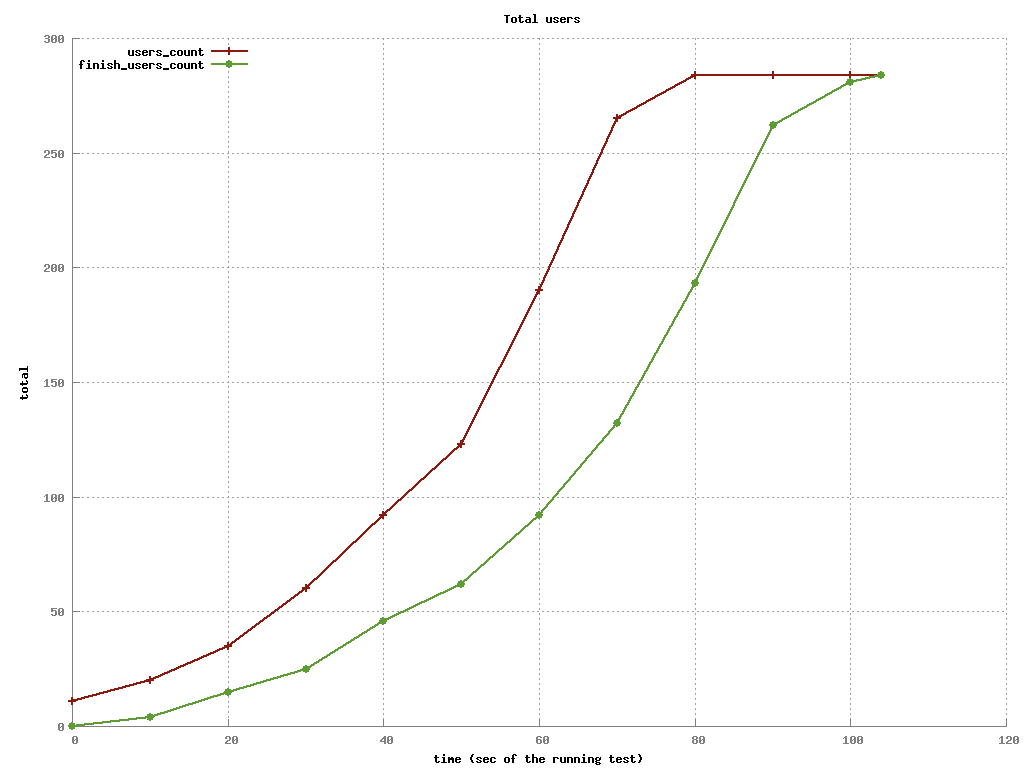 Total users
users_count
finish_users_count
300
250
200
150
100
50
0
total
0 20 40 60 80 100 120
time (sec of the running test)